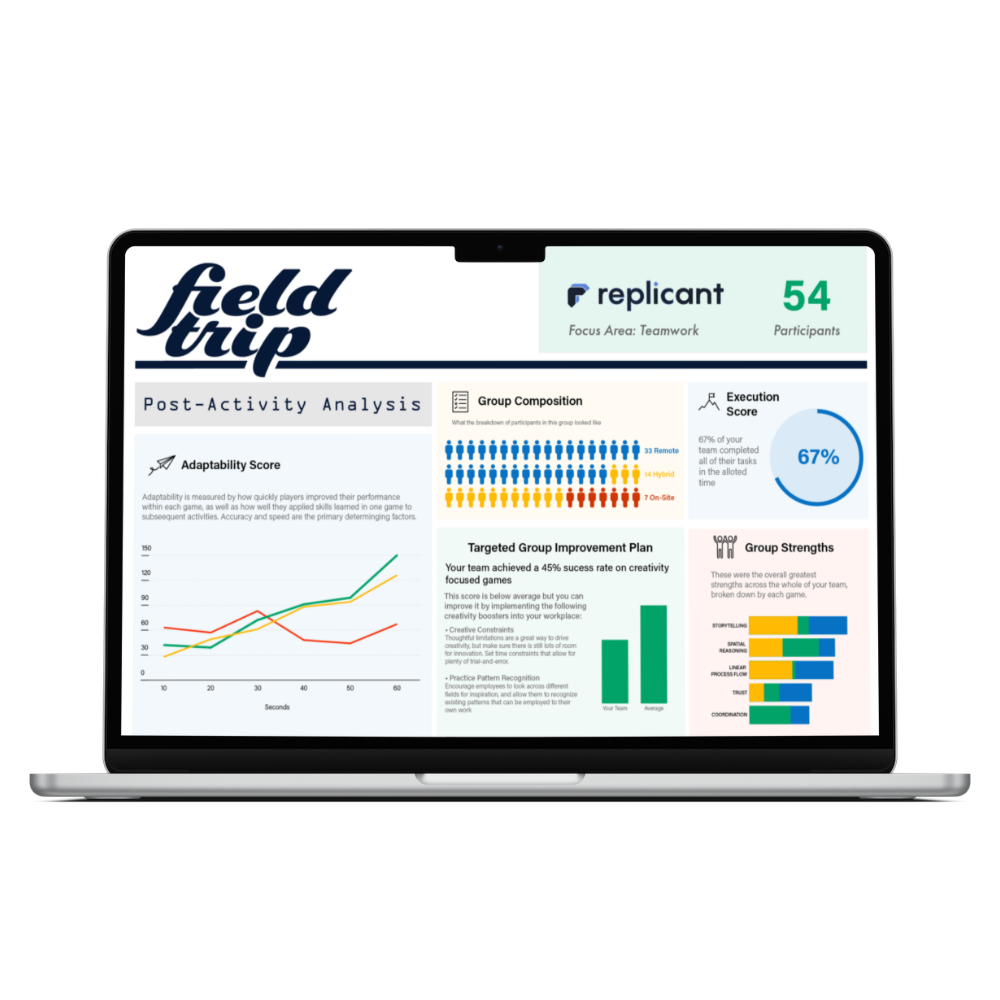 field
trip
replicant
Focus Area: Teamwork
54
Participants
Post-Activity Analysis
Adaptability Score
Adaptability is measured by how quickly players improved their performance
within each game, as well as how well they applied skills learned in one game to
subsequent activities. Accuracy and speed are the primary determinging factors.
150
120
90
60
30
0
10 20 30 40 50 60
Seconds
Group Composition
What the breakdown of participants in this group looked like
33 Remote
14 Hybrid
7 On-Site
Execution
Score
67% of your
team completed
all of their tasks
in the alloted
time
67%
Targeted Group Improvement Plan
Your team achieved a 45% sucess rate on creativity
focused games
This score is below average but you can
improve it by implementing the following
creativity boosters into your workplace:
• Creative Constraints
Thoughtful limitations are a great way to drive
creativity, but make sure there is still lots of room
for innovation. Set time constraints that allow for
plenty of trial-and-error.
• Practice Pattern Recognition
Encourage employees to look across different
fields for inspiration, and allow them to recognize
existing patterns that can be employed to their
own work
Your Team Average
Group Strengths
These were the overall greatest
strengths across the whole of your team,
broken down by each game.
STORYTELLING
SPATIAL
REASONING
LINEAR
PROCESS FLOW
TRUST
COORDINATION